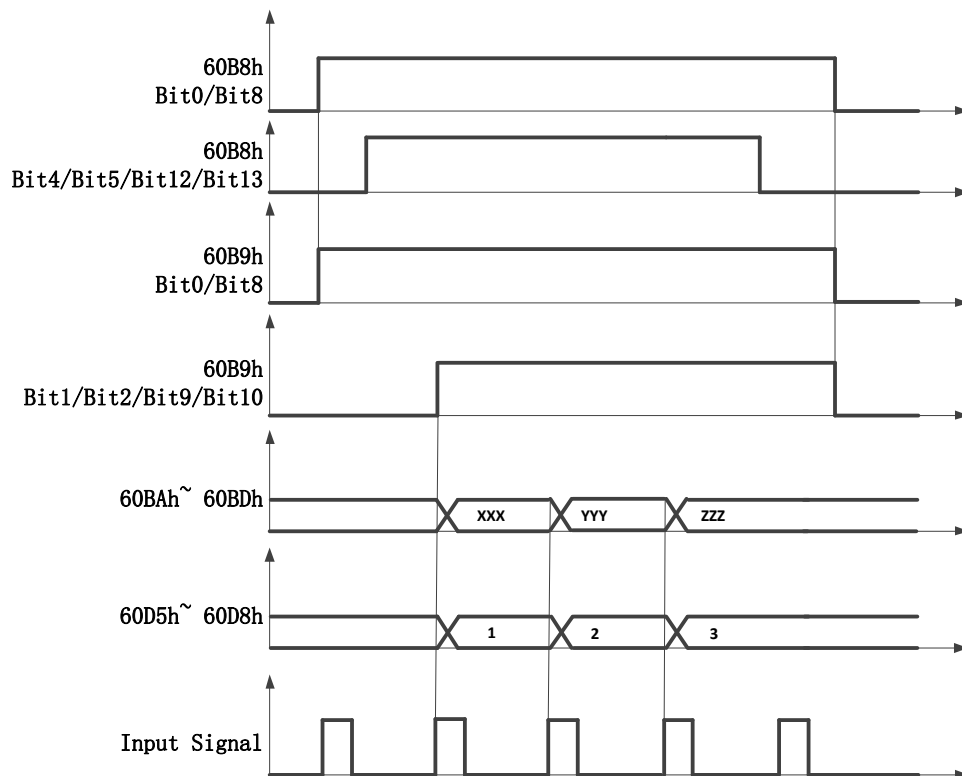 60B8h
Bit0/Bit8
60B8h
Bit4/Bit5/Bit12/Bit13
60B9h
Bit0/Bit8
60B9h
Bit1/Bit2/Bit9/Bit10
60BAh~ 60BDh
XXX
YYY
ZZZ
60D5h~ 60D8h
1
2
3
Input Signal